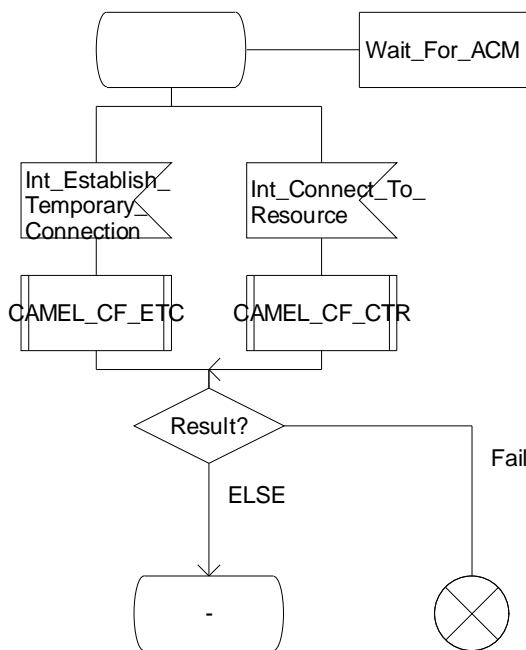 Wait_For_ACM
Int_Establish_
Temporary_
Connection
Int_Connect_To_
Resource
CAMEL_CF_ETC
CAMEL_CF_CTR
Result?
Fail
ELSE
-